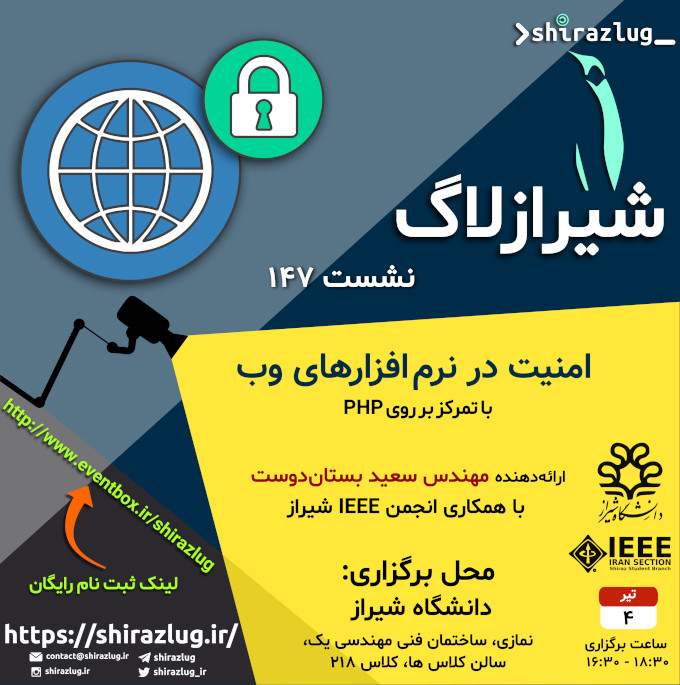 shirazlug_
شیرازلاگ
نشست ۱۴۷
امنیت در نرم‌افزارهای وب
با تمرکز بر روی PHP
ارائه‌دهنده مهندس سعید بستان‌دوست
با همکاری انجمن IEEE شیراز
دانشگاه شیراز
IEEE
IRAN SECTION
Shiraz Student Branch
محل برگزاری:
دانشگاه شیراز
نمازی، ساختمان فنی مهندسی یک،
سالن کلاس ها، کلاس ۲۱۸
تیر
۴
ساعت برگزاری
۱۶:۳۰ - ۱۸:۳۰
http://www.eventbox.ir/shirazlug
لینک ثبت نام رایگان
https://shirazlug.ir/
contact@shirazlug.ir
shirazlug
shirazlug.ir
shirazlug_ir